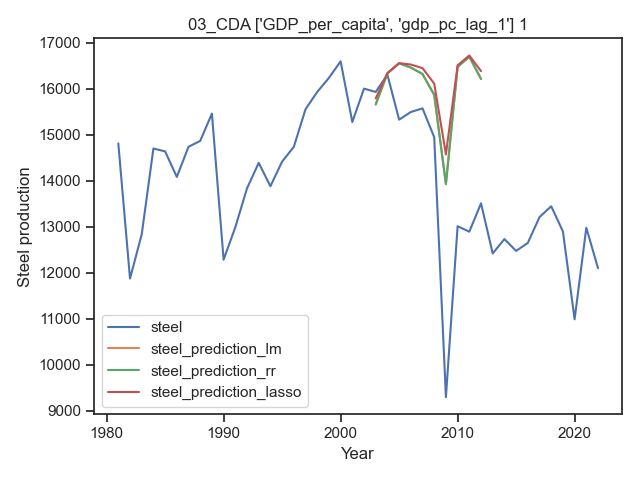 03_CDA ['GDP_per_capita', 'gdp_pc_lag_1'] 1
17000
16000
15000
14000
13000
12000
11000
10000
9000
Steel production
steel
steel_prediction_lm
steel_prediction_rr
steel_prediction_lasso
1980
1990
2000
2010
2020
Year